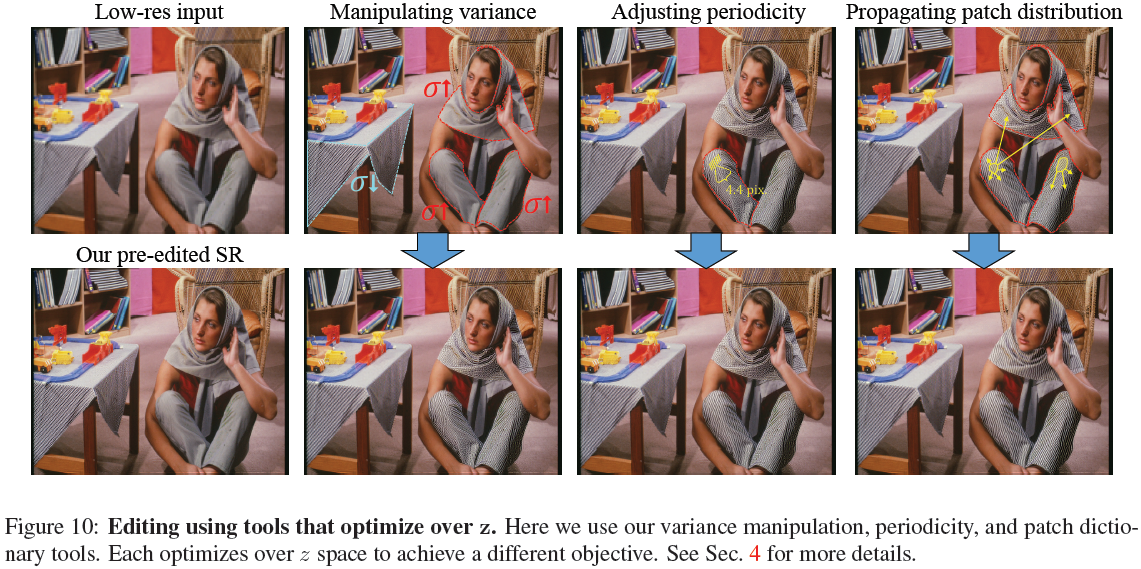 Low-res input
Manipulating variance
Adjusting periodicity
Propagating patch distribution
σ↑
σ↓
σ↑
σ↑
4.4 pix.
Our pre-edited SR
Figure 10: Editing using tools that optimize over z. Here we use our variance manipulation, periodicity, and patch dictio-
nary tools. Each optimizes over z space to achieve a different objective. See Sec. 4 for more details.